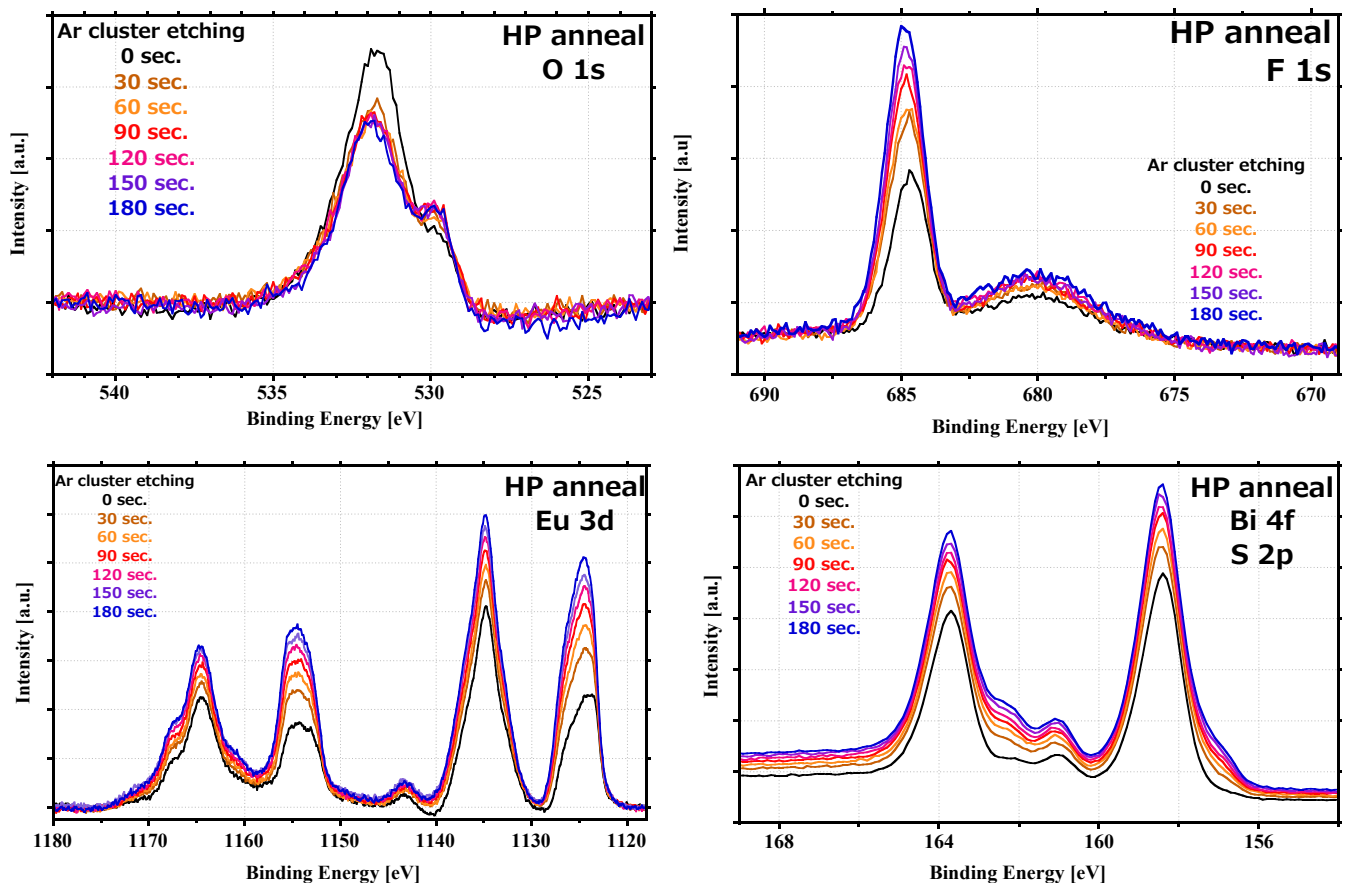 Ar cluster etching
0 sec.
30 sec.
60 sec.
90 sec.
120 sec.
150 sec.
180 sec.
HP anneal
O 1s
Intensity [a.u.]
540
535
530
525
Binding Energy [eV]
HP anneal
F 1s
Ar cluster etching
0 sec.
30 sec.
60 sec.
90 sec.
120 sec.
150 sec.
180 sec.
Intensity [a.u]
690
685
680
675
670
Binding Energy [eV]
Ar cluster etching
0 sec.
30 sec.
60 sec.
90 sec.
120 sec.
150 sec.
180 sec.
HP anneal
Eu 3d
Intensity [a.u.]
1180
1170
1160
1150
1140
1130
1120
Binding Energy [eV]
Ar cluster etching
0 sec.
30 sec.
60 sec.
90 sec.
120 sec.
150 sec.
180 sec.
HP anneal
Bi 4f
S 2p
Intensity [a.u.]
168
164
160
156
Binding Energy [eV]